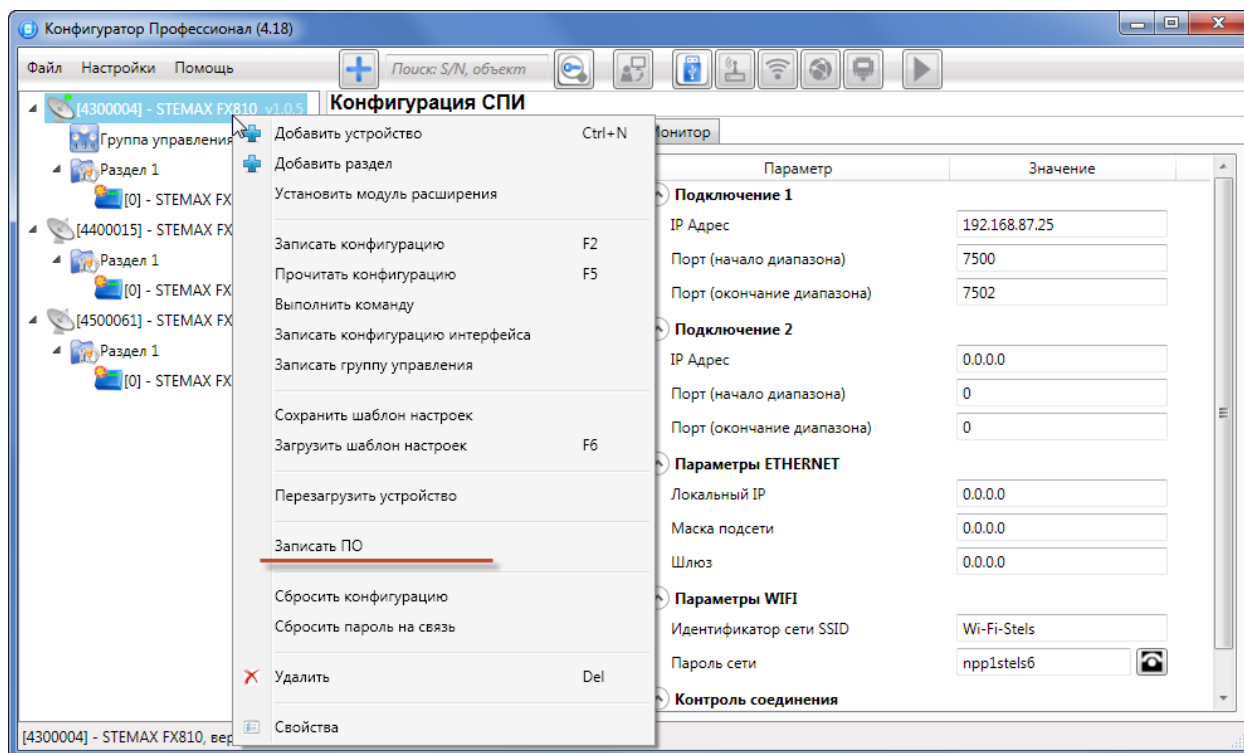 Конфигуратор Профессионал (4.18)
Файл Настройки Помощь Поиск: S/N, объект
[4300004] - STEMAX FX810 v1.0.5
Группа управления
Раздел 1
[0] - STEMAX FX
[4400015] - STEMAX FX
Раздел 1
[0] - STEMAX FX
[4500061] - STEMAX FX
Раздел 1
[0] - STEMAX FX
Добавить устройство Ctrl+N
Добавить раздел
Установить модуль расширения
Записать конфигурацию F2
Прочитать конфигурацию F5
Выполнить команду
Записать конфигурацию интерфейса
Записать группу управления
Сохранить шаблон настроек
Загрузить шаблон настроек F6
Перезагрузить устройство
Записать ПО
Сбросить конфигурацию
Сбросить пароль на связь
Удалить Del
Свойства
Конфигурация СПИ
Монитор
Параметр Значение
Подключение 1
IP Адрес 192.168.87.25
Порт (начало диапазона) 7500
Порт (окончание диапазона) 7502
Подключение 2
IP Адрес 0.0.0.0
Порт (начало диапазона) 0
Порт (окончание диапазона) 0
Параметры ETHERNET
Локальный IP 0.0.0.0
Маска подсети 0.0.0.0
Шлюз 0.0.0.0
Параметры WIFI
Идентификатор сети SSID Wi-Fi-Stels
Пароль сети npp1stels6
Контроль соединения
[4300004] - STEMAX FX810, вер